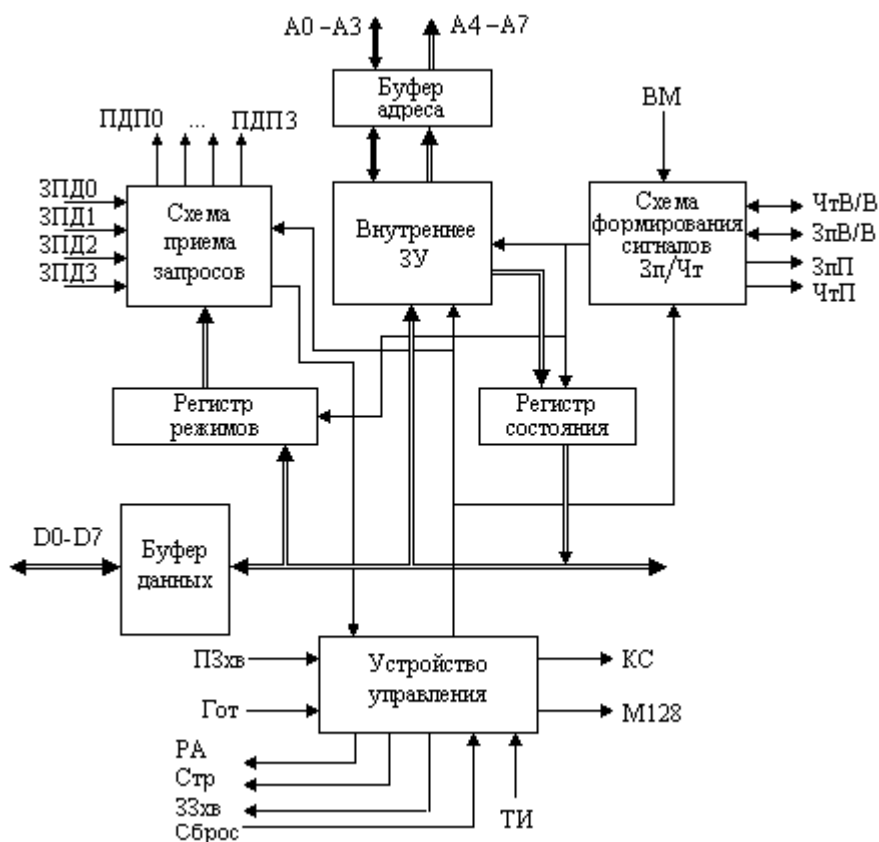 А0 –А3
А4 –А7
Буфер
адреса
ВМ
ПДП0 ... ПДП3
ЗПД0
ЗПД1
ЗПД2
ЗПД3
Схема
приема
запросов
Внутреннее
ЗУ
Схема
формирования
сигналов
Зп/Чт
ЧтВ/В
ЗпВ/В
ЗпП
ЧтП
Регистр
режимов
Регистр
состояния
D0-D7
Буфер
данных
ПЗхв
Гот
Устройство
управления
КС
М128
РА
Стр
ЗЗхв
Сброс
ТИ